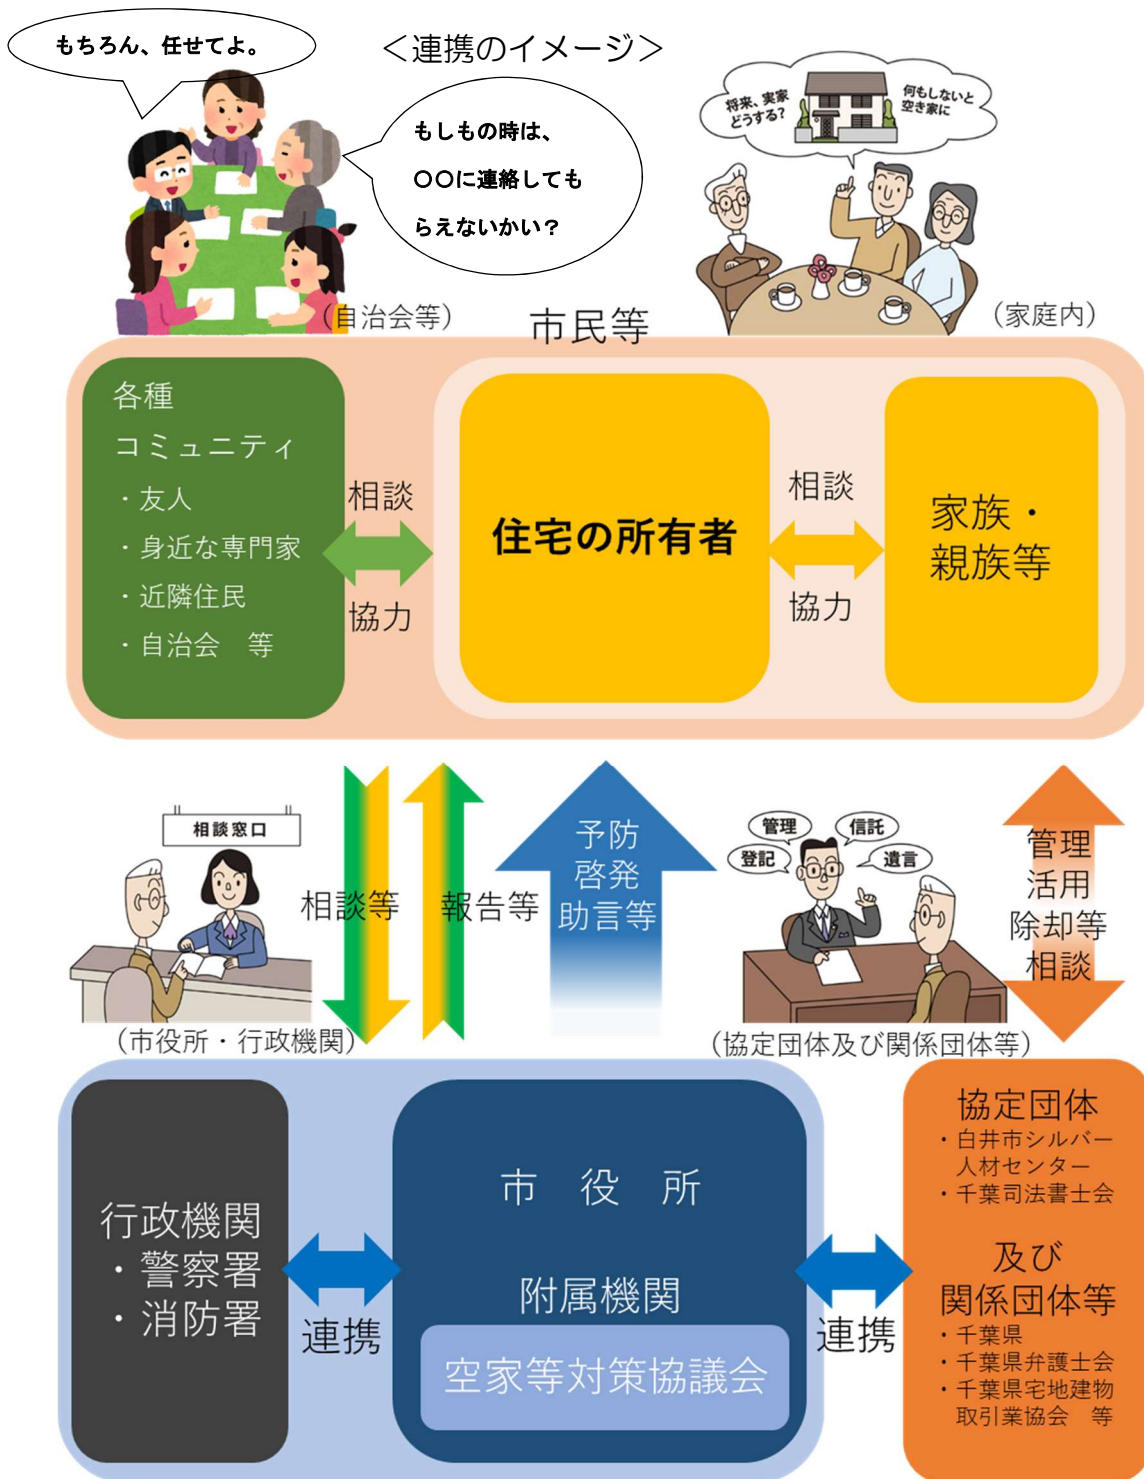 もちろん、任せてよ。
＜連携のイメージ＞
もしもの時は、
〇〇に連絡しても
らえないかい？
将来、実家
どうする？
何もしないと
空き家に
（自治会等）
市民等
（家庭内）
各種
コミュニティ
・友人
・身近な専門家
・近隣住民
・自治会　等
相談
協力
住宅の所有者
相談
協力
家族・
親族等
相談窓口
相談等
報告等
予防
啓発
助言等
管理
信託
登記
遺言
管理
活用
除却等
相談
（市役所・行政機関）
（協定団体及び関係団体等）
行政機関
・警察署
・消防署
連携
市　役　所
附属機関
空家等対策協議会
連携
協定団体
・白井市シルバー
人材センター
・千葉司法書士会
及び
関係団体等
・千葉県
・千葉県弁護士会
・千葉県宅地建物
取引業協会　等